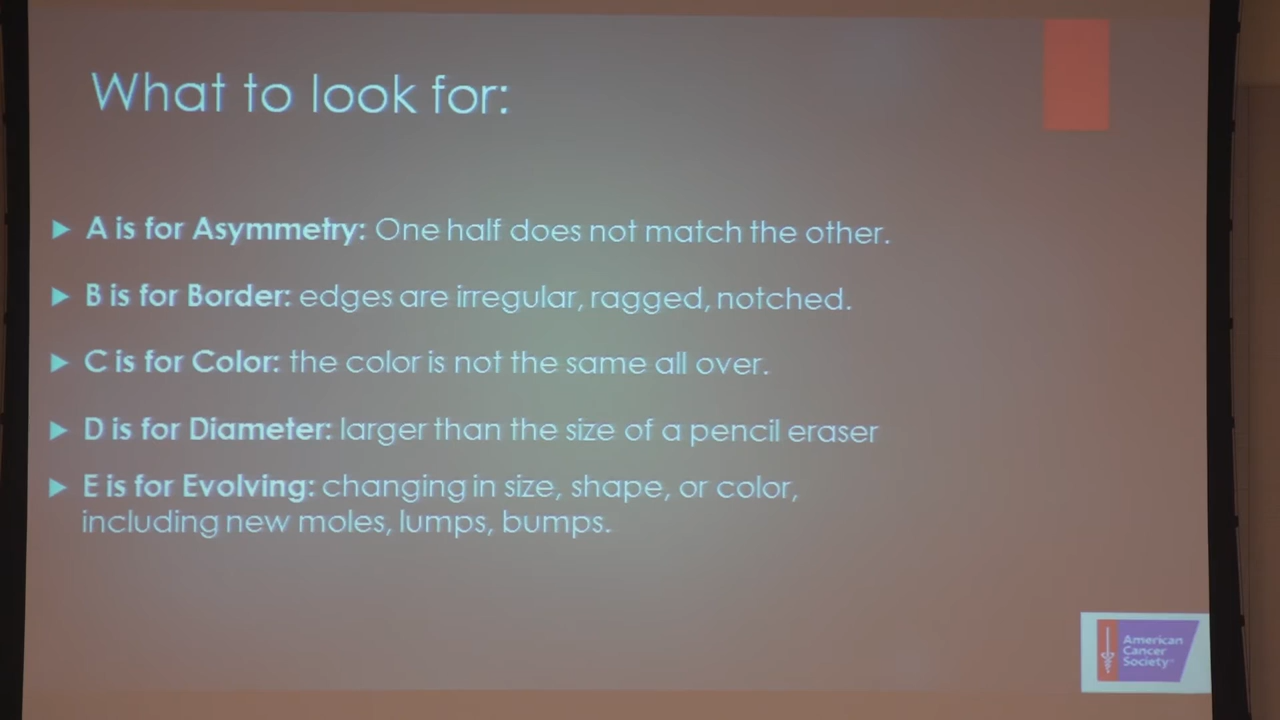 What to look for:
A is for Asymmetry: One half does not match the other.
B is for Border: edges are irregular, ragged, notched.
C is for Color: the color is not the same all over.
D is for Diameter: larger than the size of a pencil eraser
E is for Evolving: changing in size, shape, or color,
including new moles, lumps, bumps.
American
Cancer
Society